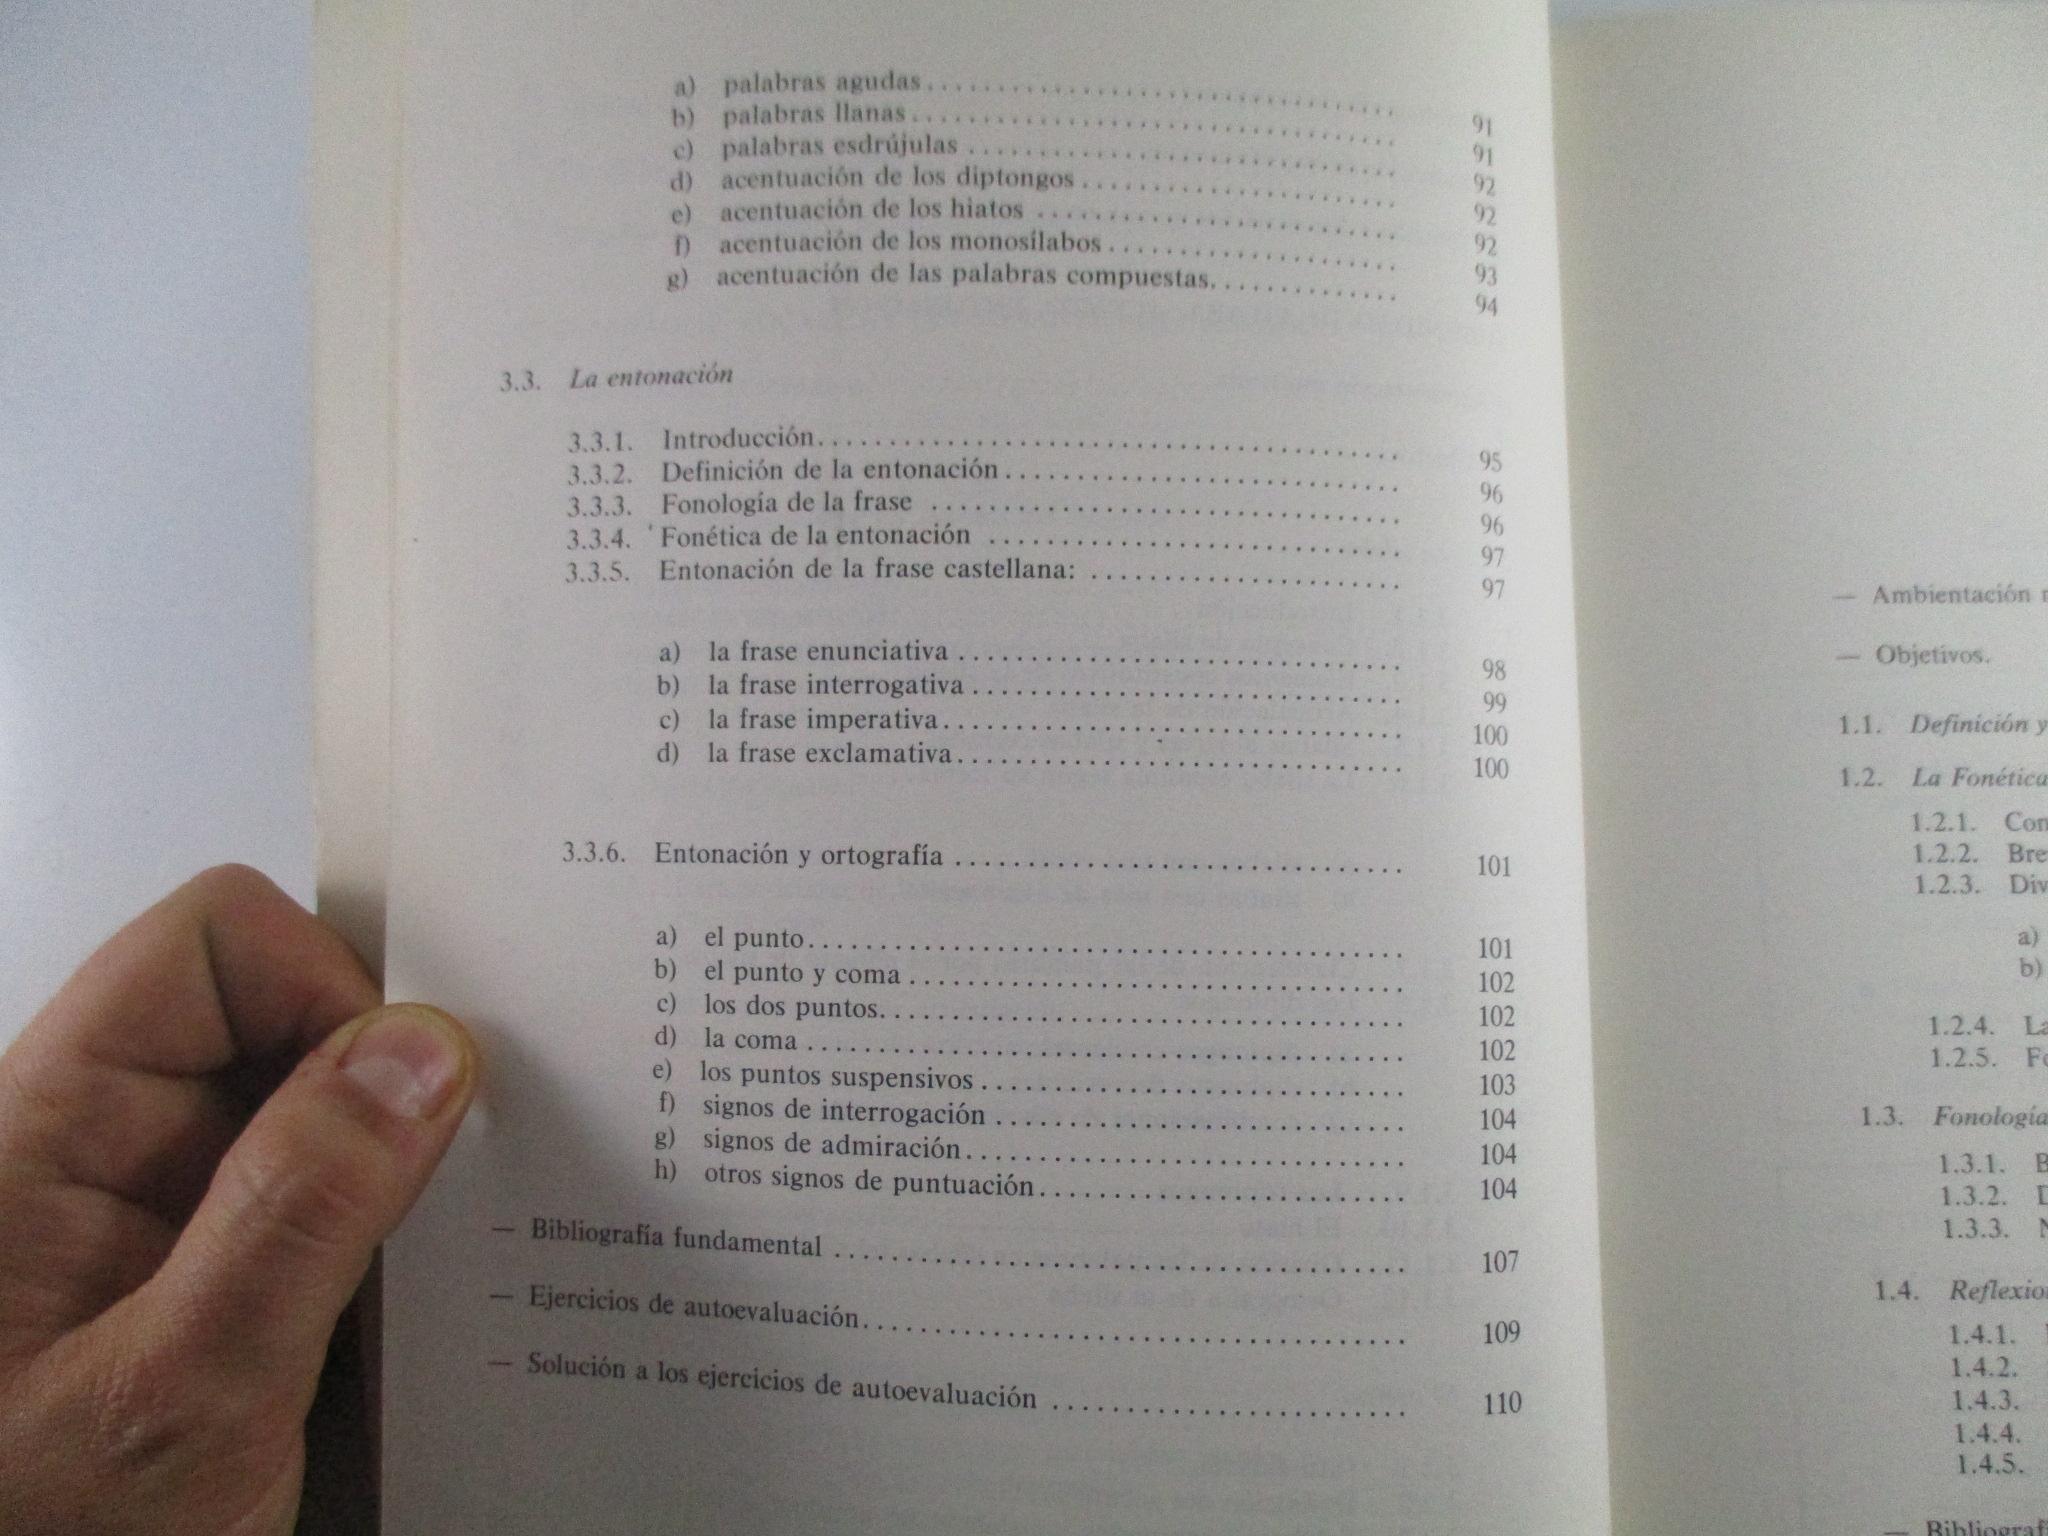 a) palabras agudas.................................. 91
b) palabras llanas.................................. 91
c) palabras esdrújulas .............................. 92
d) acentuación de los diptongos...................... 92
e) acentuación de los hiatos ......................... 92
f) acentuación de los monosílabos.................... 93
g) acentuación de las palabras compuestas............. 94
3.3. La entonación
3.3.1. Introducción.................................. 95
3.3.2. Definición de la entonación.................... 96
3.3.3. Fonología de la frase .......................... 96
3.3.4. Fonética de la entonación ...................... 97
3.3.5. Entonación de la frase castellana: .............. 97
a) la frase enunciativa.............................. 98
b) la frase interrogativa............................ 99
c) la frase imperativa............................... 100
d) la frase exclamativa.............................. 100
3.3.6. Entonación y ortografía ........................ 101
a) el punto......................................... 101
b) el punto y coma .................................. 102
c) los dos puntos................................... 102
d) la coma ......................................... 102
e) los puntos suspensivos............................ 103
f) signos de interrogación........................... 104
g) signos de admiración.............................. 104
h) otros signos de puntuación........................ 104
— Bibliografía fundamental .......................... 107
— Ejercicios de autoevaluación....................... 109
— Solución a los ejercicios de autoevaluación ......... 110
— Ambientación
— Objetivos.
1.1. Definición y
1.2. La Fonética
1.2.1.
1.2.2.
1.2.3.
a)
b)
1.2.4.
1.2.5.
1.3. Fonología
1.3.1.
1.3.2.
1.3.3.
1.4.
1.4.1.
1.4.2.
1.4.3.
1.4.4.
1.4.5.